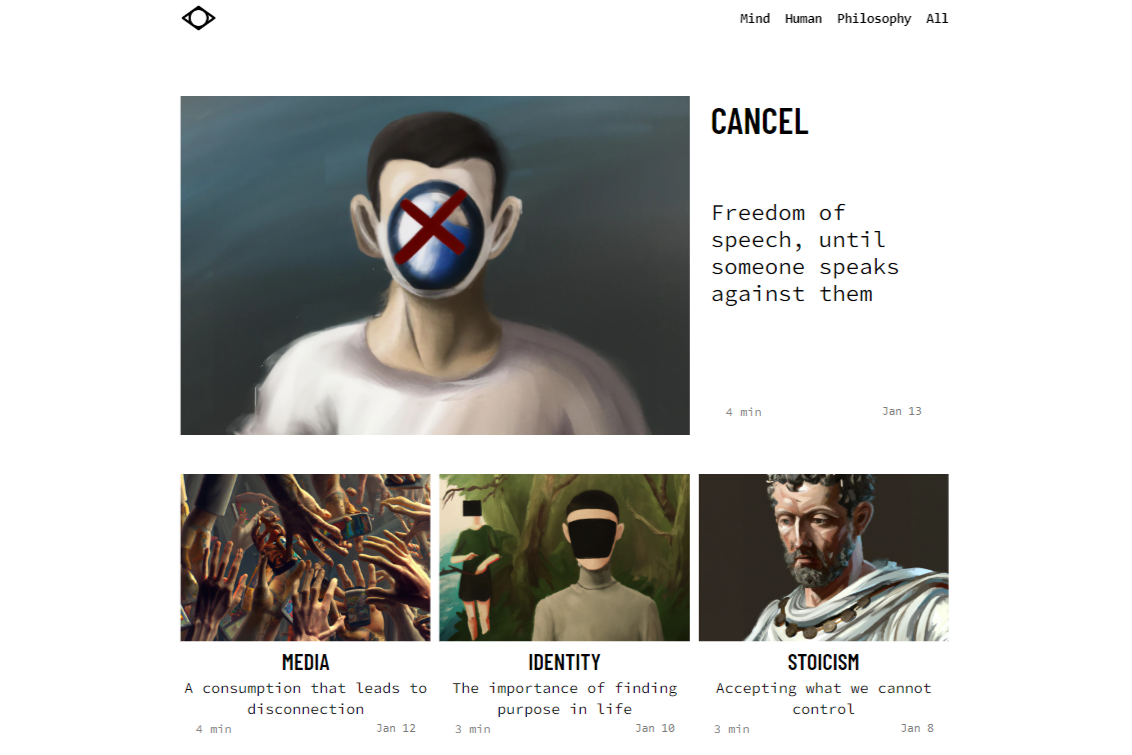 Mind Human Philosophy All
CANCEL
Freedom of
speech, until
someone speaks
against them
4 min Jan 13
MEDIA
A consumption that leads to
disconnection
4 min Jan 12
IDENTITY
The importance of finding
purpose in life
3 min Jan 10
STOICISM
Accepting what we cannot
control
3 min Jan 8